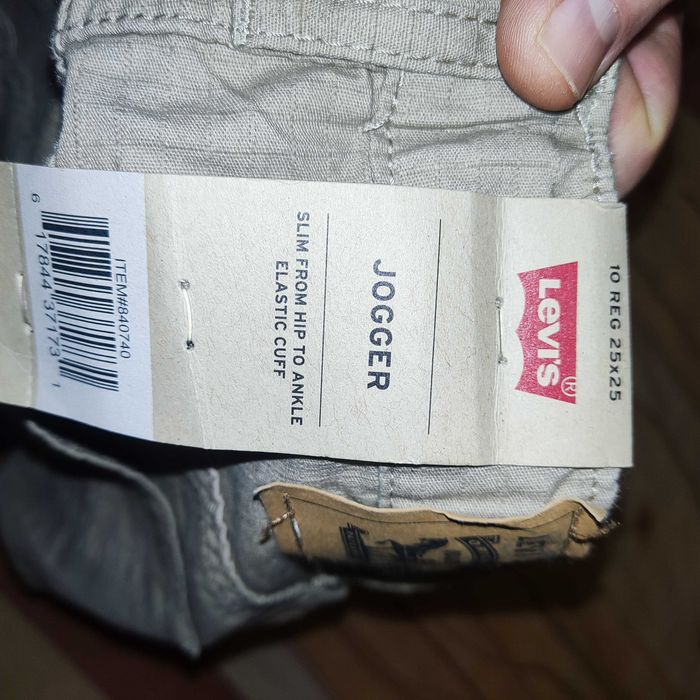 10 REG 25x25
LEVI'S®
JOGGER
SLIM FROM HIP TO ANKLE
ELASTIC CUFF
ITEM#840740
6 17844 37173 1